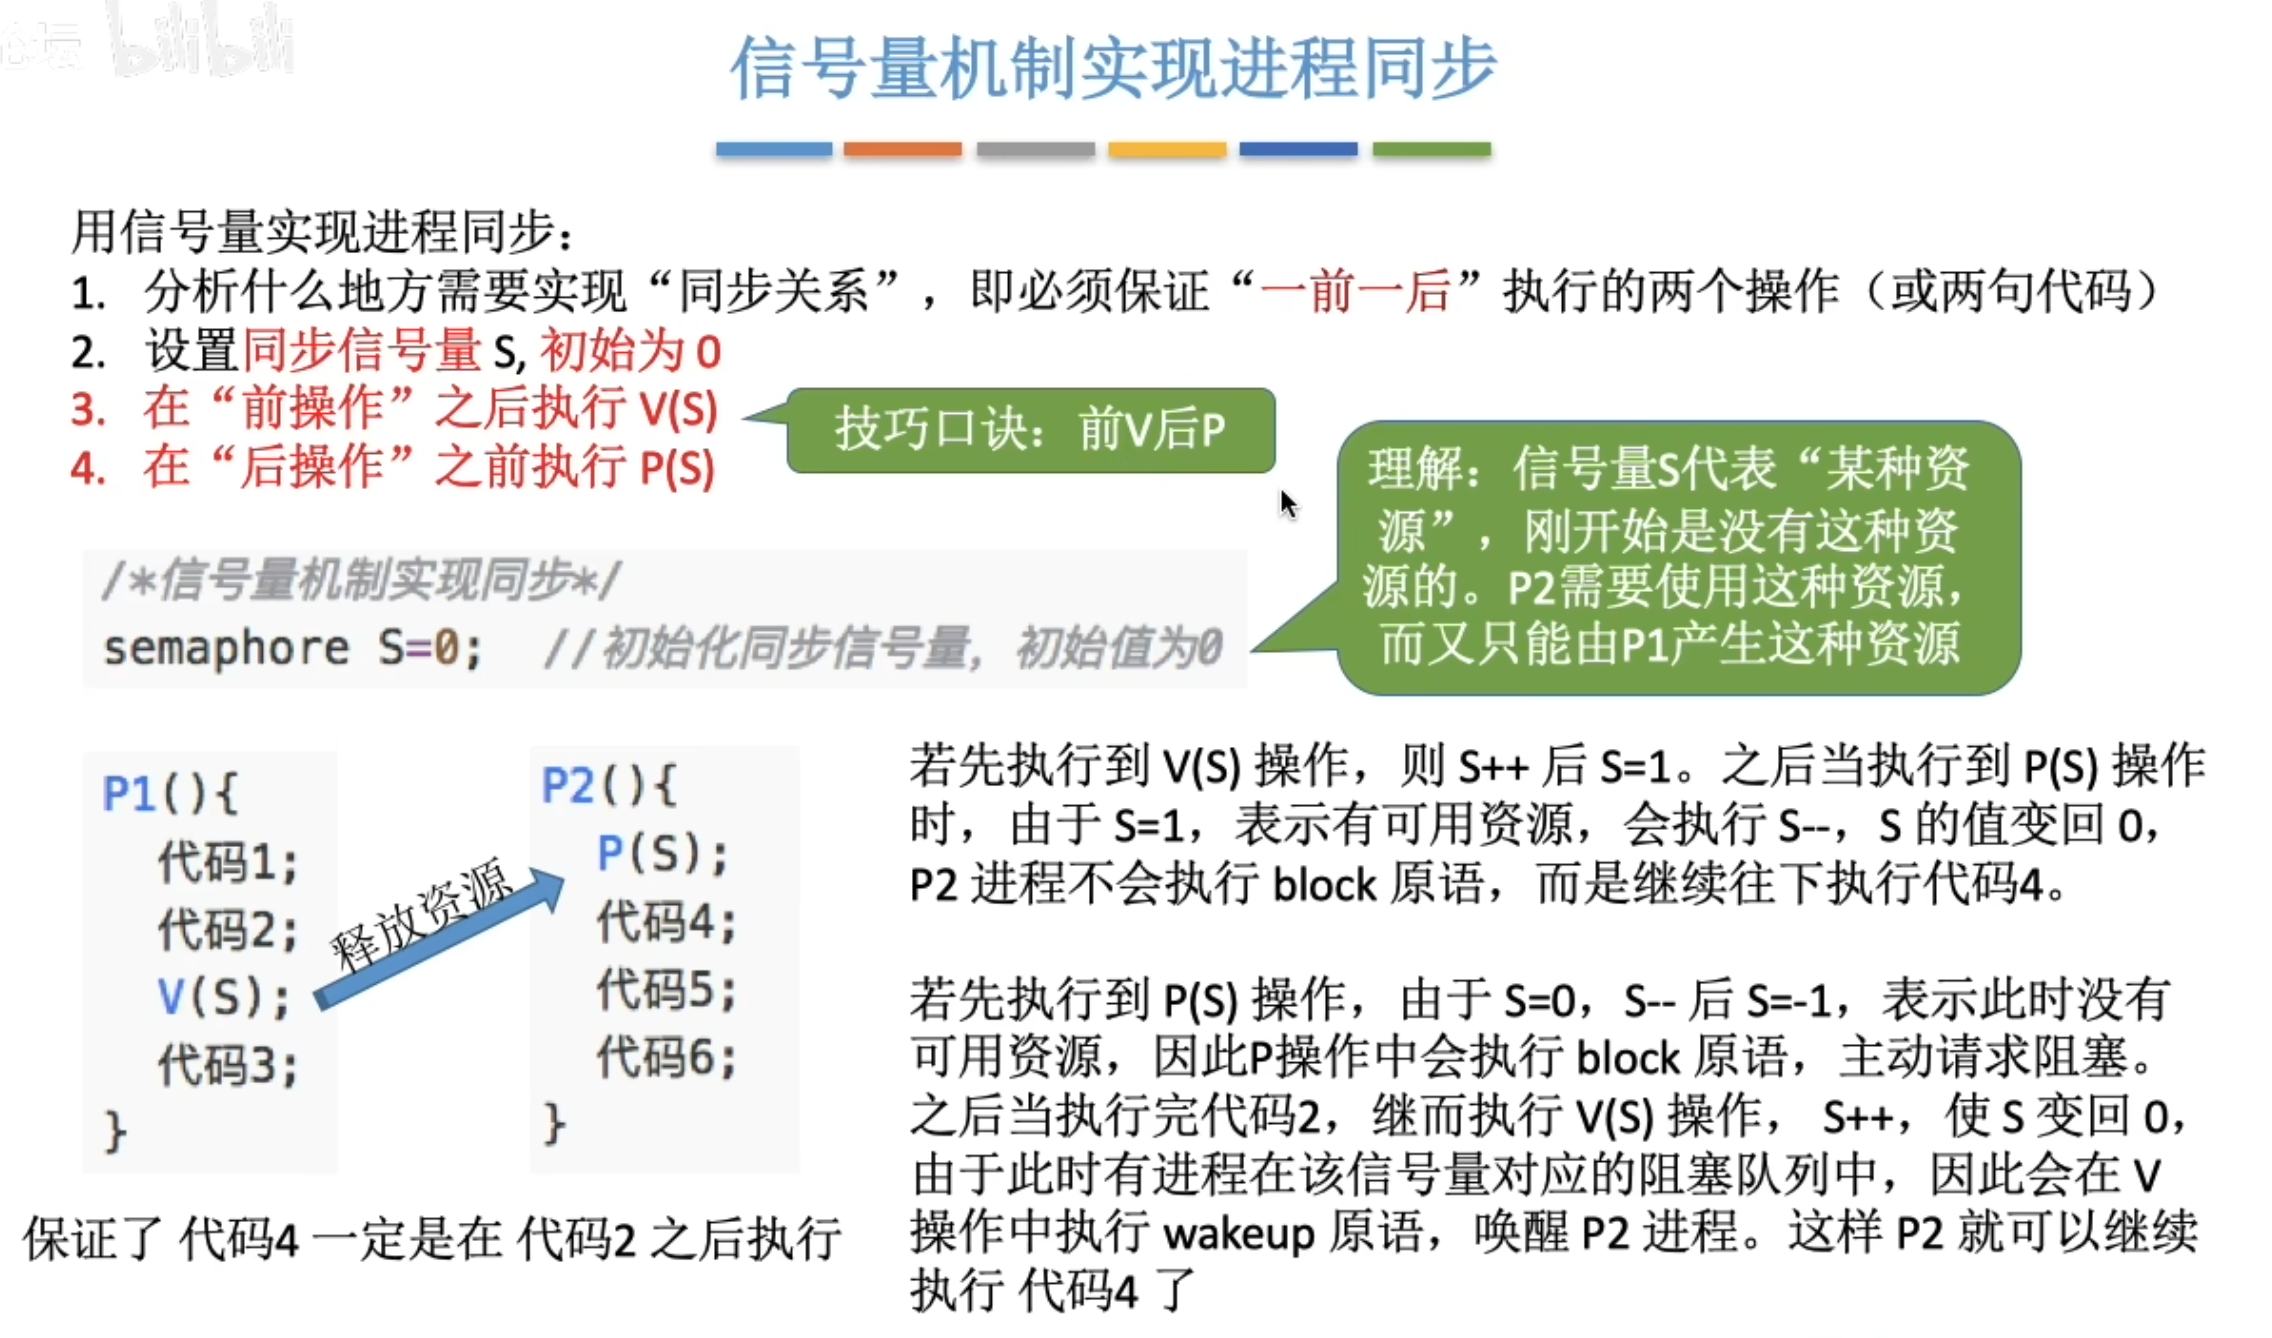 论坛 bilibili
信号量机制实现进程同步
用信号量实现进程同步：
1. 分析什么地方需要实现“同步关系”，即必须保证“一前一后”执行的两个操作（或两句代码）
2. 设置同步信号量 S, 初始为 0
3. 在“前操作”之后执行 V(S)
4. 在“后操作”之前执行 P(S)
技巧口诀：前V后P
理解：信号量S代表“某种资
源”，刚开始是没有这种资
源的。P2需要使用这种资源，
而又只能由P1产生这种资源
/*信号量机制实现同步*/
semaphore S=0; //初始化同步信号量，初始值为0
P1(){
代码1;
代码2;
V(S);
代码3;
}
释放资源
P2(){
P(S);
代码4;
代码5;
代码6;
}
保证了 代码4 一定是在 代码2 之后执行
若先执行到 V(S) 操作，则 S++ 后 S=1。之后当执行到 P(S) 操作
时，由于 S=1，表示有可用资源，会执行 S--，S 的值变回 0，
P2 进程不会执行 block 原语，而是继续往下执行代码4。
若先执行到 P(S) 操作，由于 S=0，S-- 后 S=-1，表示此时没有
可用资源，因此P操作中会执行 block 原语，主动请求阻塞。
之后当执行完代码2，继而执行 V(S) 操作， S++，使 S 变回 0，
由于此时有进程在该信号量对应的阻塞队列中，因此会在 V
操作中执行 wakeup 原语，唤醒 P2 进程。这样 P2 就可以继续
执行 代码4 了